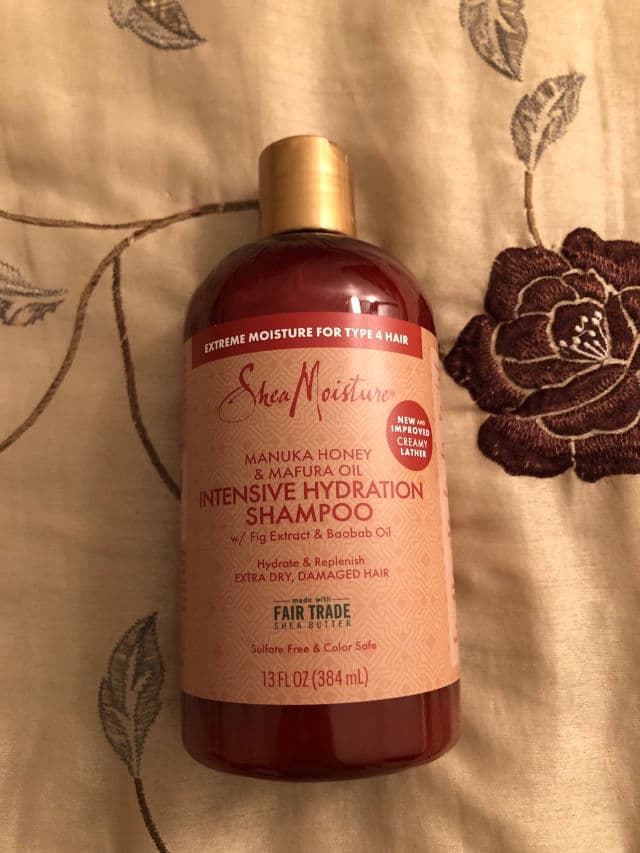 EXTREME MOISTURE FOR TYPE 4 HAIR
SheaMoisture™
NEW AND
IMPROVED
CREAMY
LATHER
MANUKA HONEY
& MAFURA OIL
INTENSIVE HYDRATION
SHAMPOO
w/ Fig Extract & Baobab Oil
Hydrate & Replenish
EXTRA DRY, DAMAGED HAIR
made with
FAIR TRADE
SHEA BUTTER
Sulfate Free & Color Safe
13 FL OZ (384 mL)